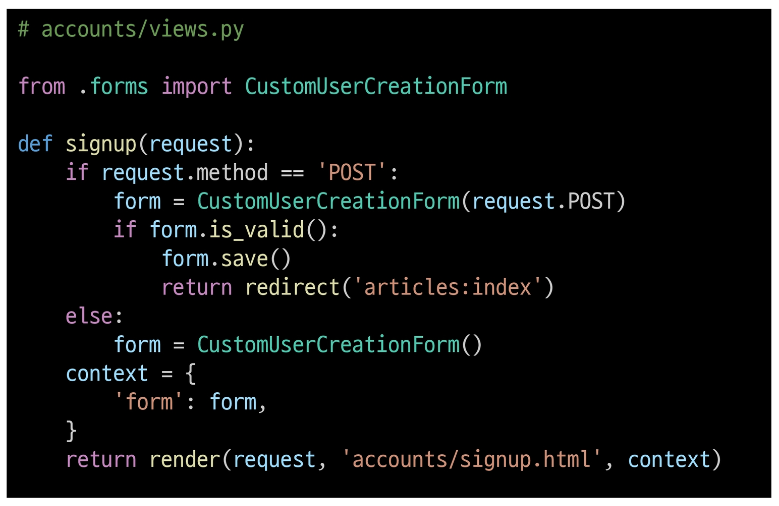 # accounts/views.py

from .forms import CustomUserCreationForm

def signup(request):
    if request.method == 'POST':
        form = CustomUserCreationForm(request.POST)
        if form.is_valid():
            form.save()
            return redirect('articles:index')
    else:
        form = CustomUserCreationForm()
    context = {
        'form': form,
    }
    return render(request, 'accounts/signup.html', context)